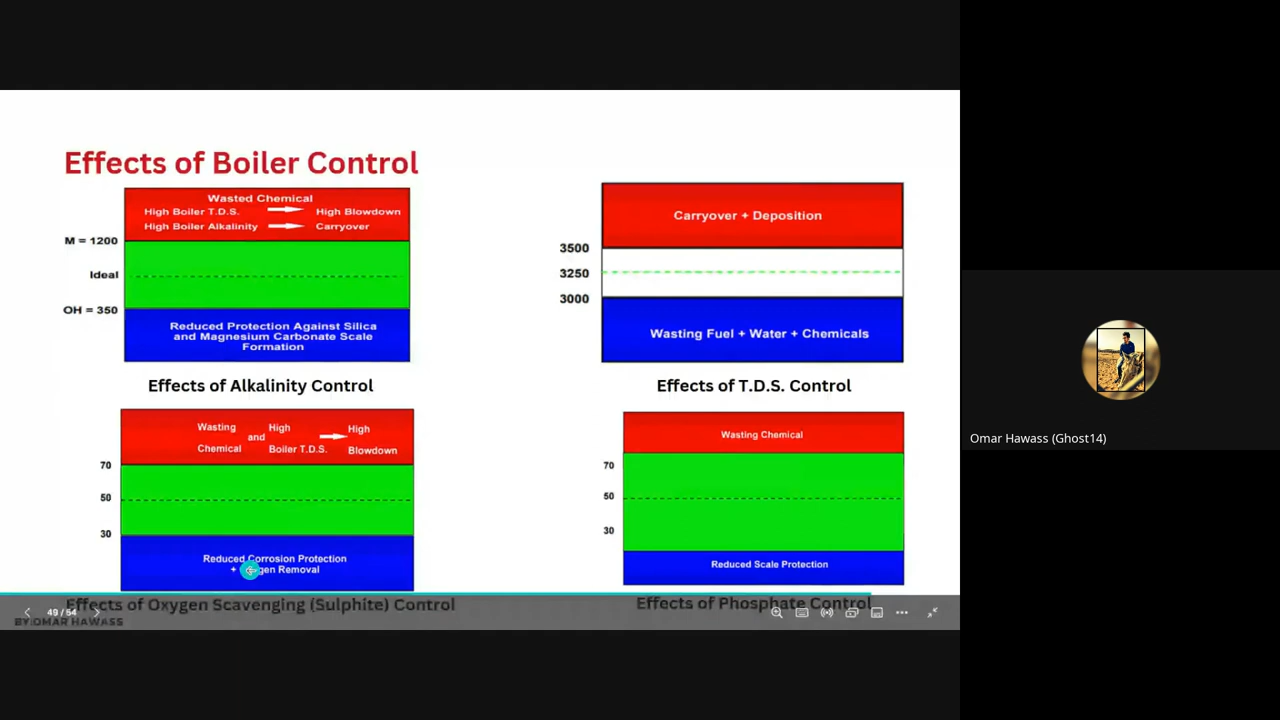 Effects of Boiler Control
Wasted Chemical
High Boiler T.D.S. High Blowdown
High Boiler Alkalinity Carryover
M = 1200
Ideal
OH = 350
Reduced Protection Against Silica
and Magnesium Carbonate Scale
Formation
Effects of Alkalinity Control
Carryover + Deposition
3500
3250
3000
Wasting Fuel + Water + Chemicals
Effects of T.D.S. Control
Wasting High High
and
Chemical Boiler T.D.S. Blowdown
70
50
30
Reduced Corrosion Protection
+ Removal
Effects of Oxygen Scavenging (Sulphite) Control
Wasting Chemical
70
50
30
Reduced Scale Protection
Effects of Phosphate Control
49 / 54
BY:OMAR HAWASS
Omar Hawass (Ghost14)